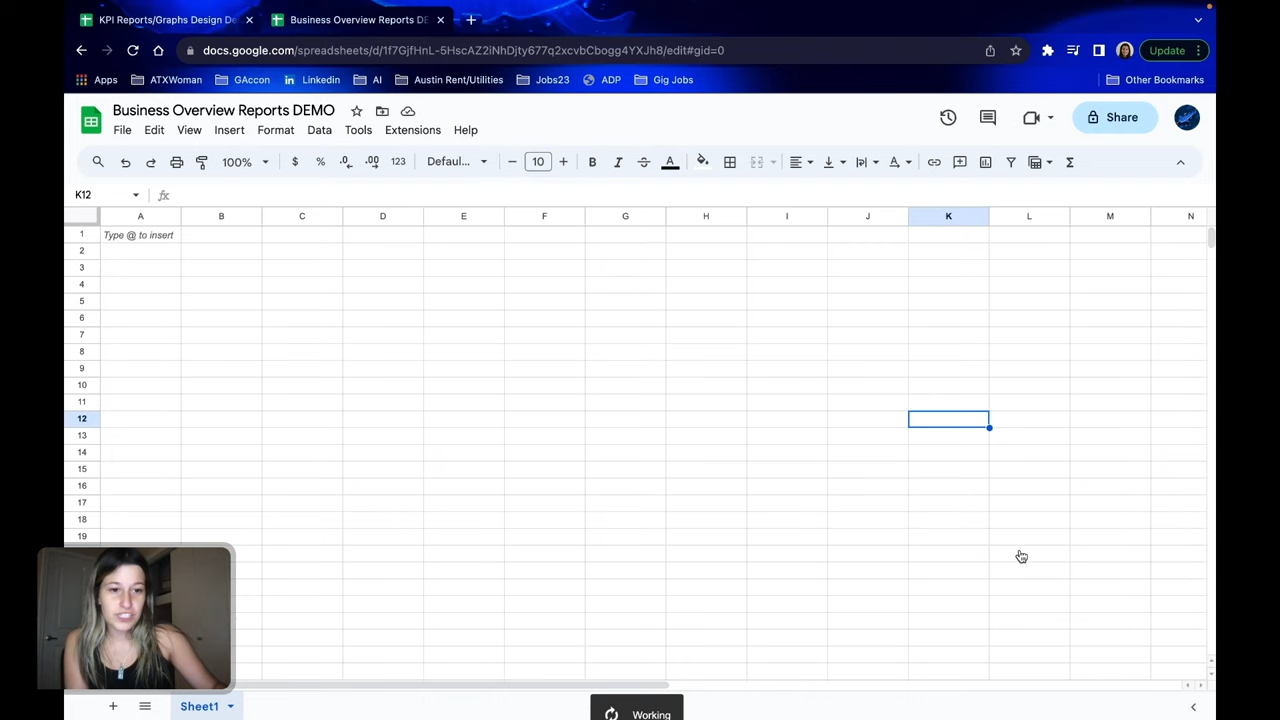 KPI Reports/Graphs Design De
Business Overview Reports DE
docs.google.com/spreadsheets/d/1f7GjfHnL-5HscAZ2iNhDjty677q2xcvbCbogg4YXJh8/edit#gid=0
Update
Apps
ATXWoman
GAccon
Linkedin
AI
Austin Rent/Utilities
Jobs23
ADP
Gig Jobs
Other Bookmarks
Business Overview Reports DEMO
File Edit View Insert Format Data Tools Extensions Help
Share
100% $ % .0 .00 123 Defaul... 10 B I S A
K12
fx
A B C D E F G H I J K L M N
1 Type @ to insert
2
3
4
5
6
7
8
9
10
11
12
13
14
15
16
17
18
19
Sheet1
Working